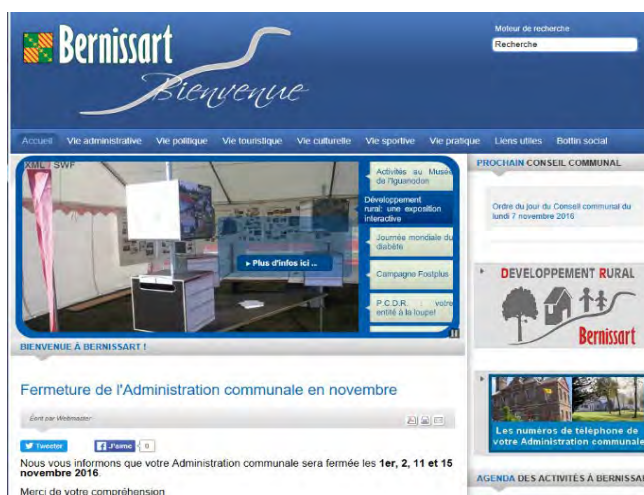 Bernissart
Bienvenue
Moteur de recherche
Recherche
Accueil Vie administrative Vie politique Vie touristique Vie culturelle Vie sportive Vie pratique Liens utiles Bottin social
XML / SWF
Activités au Musée
de l'Iguanodon
Développement
rural: une exposition
interactive
Journée mondiale du
diabète
Campagne Fostplus
P.C.D.R. : votre
entité à la loupe!
▸ Plus d'infos ici ...
PROCHAIN CONSEIL COMMUNAL
Ordre du jour du Conseil communal du
lundi 7 novembre 2016
DEVELOPPEMENT RURAL
Bernissart
Les numéros de téléphone de
votre Administration communale
AGENDA DES ACTIVITÉS À BERNISSAR
BIENVENUE À BERNISSART !
Fermeture de l'Administration communale en novembre
Écrit par Webmaster
Tweeter
J'aime 0
Nous vous informons que votre Administration communale sera fermée les 1er, 2, 11 et 15
novembre 2016.
Merci de votre compréhension